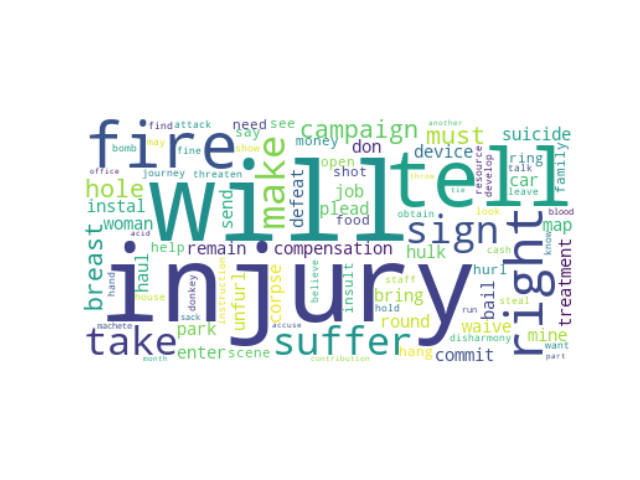 fire
will
tell
injury
right
sign
suffer
take
make
campaign
must
hole
breast
instal
woman
say
need
see
money
don
device
suicide
ring
car
family
map
treatment
mine
job
plead
shot
open
food
defeat
send
haul
help
remain
compensation
hulk
hurl
bail
waive
round
bring
commit
hang
corpse
unfurl
insult
park
enter
scene
find
attack
bomb
may
fine
show
journey
threaten
office
acid
another
throw
tim
talk
resource
develop
leave
obtain
look
blood
know
cash
steal
staff
hold
believe
run
disharmony
want
part
hand
house
donkey
instruction
machete
sack
accuse
month
contribution